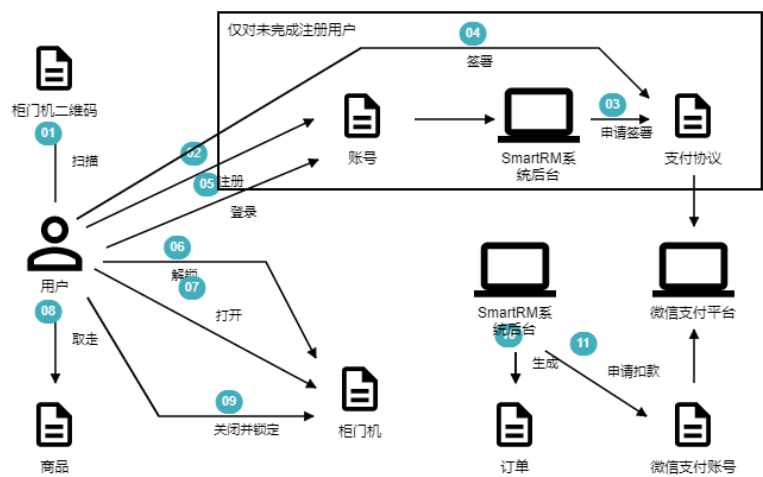 仅对未完成注册用户
04
签署
柜门机二维码
01
扫描
02
注册
05
登录
账号
SmartRM系
统后台
03
申请签署
支付协议
用户
06
解锁
07
打开
08
取走
09
关闭并锁定
柜门机
商品
SmartRM系
统后台
10
生成
11
申请扣款
微信支付平台
订单
微信支付账号